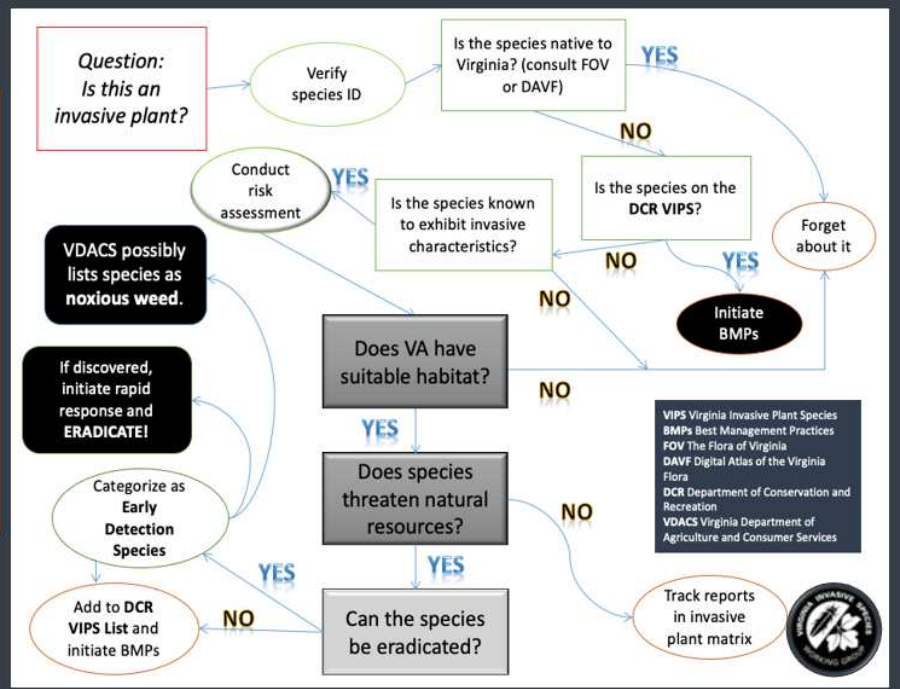 Question:
Is this an
invasive plant?
Verify
species ID
Is the species native to
Virginia? (consult FOV
or DAVF)
YES
NO
Conduct
risk
assessment
YES
Is the species known
to exhibit invasive
characteristics?
Is the species on the
DCR VIPS?
Forget
about it
NO
YES
NO
Initiate
BMPs
VDACS possibly
lists species as
noxious weed.
Does VA have
suitable habitat?
NO
If discovered,
initiate rapid
response and
ERADICATE!
YES
VIPS Virginia Invasive Plant Species
BMPs Best Management Practices
FOV The Flora of Virginia
DAVF Digital Atlas of the Virginia
Flora
DCR Department of Conservation and
Recreation
VDACS Virginia Department of
Agriculture and Consumer Services
Does species
threaten natural
resources?
NO
Categorize as
Early
Detection
Species
YES
YES
Add to DCR
VIPS List and
initiate BMPs
NO
Can the species
be eradicated?
Track reports
in invasive
plant matrix
VIRGINIA INVASIVE SPECIES
WORKING GROUP